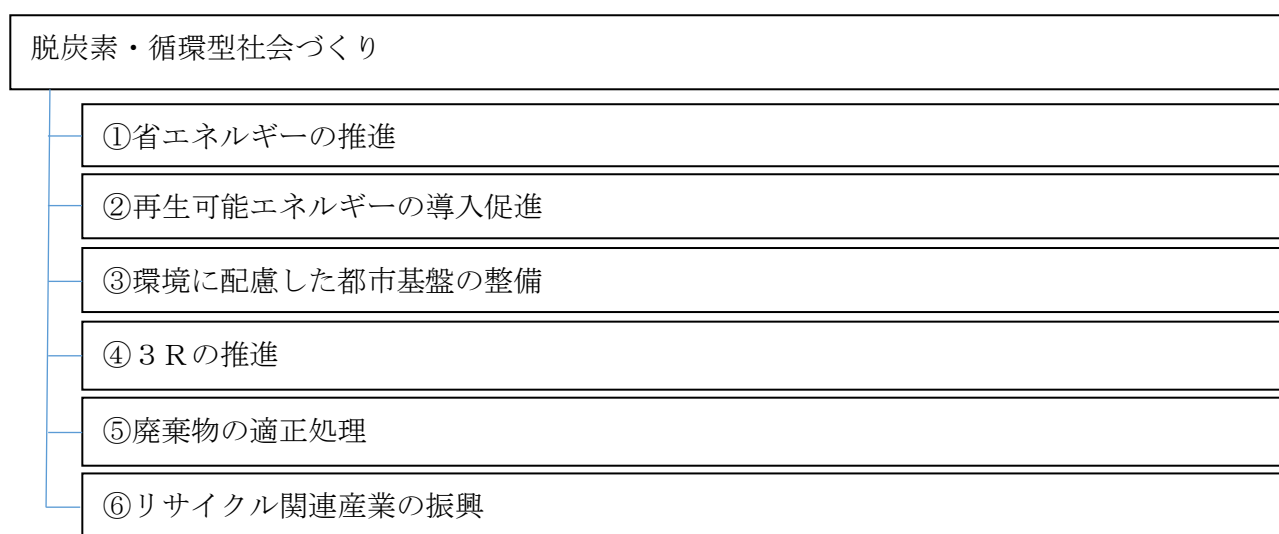 脱炭素・循環型社会づくり
①省エネルギーの推進
②再生可能エネルギーの導入促進
③環境に配慮した都市基盤の整備
④３Ｒの推進
⑤廃棄物の適正処理
⑥リサイクル関連産業の振興